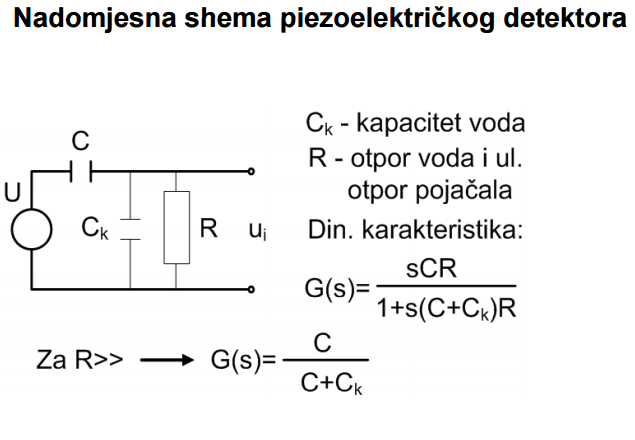 Nadomjesna shema piezoelektričkog detektora
C
U
Cₖ
R
uᵢ
Cₖ - kapacitet voda
R - otpor voda i ul.
otpor pojačala
Din. karakteristika:
G(s)= sCR / 1+s(C+Cₖ)R
Za R>> ⟶ G(s)= C / C+Cₖ